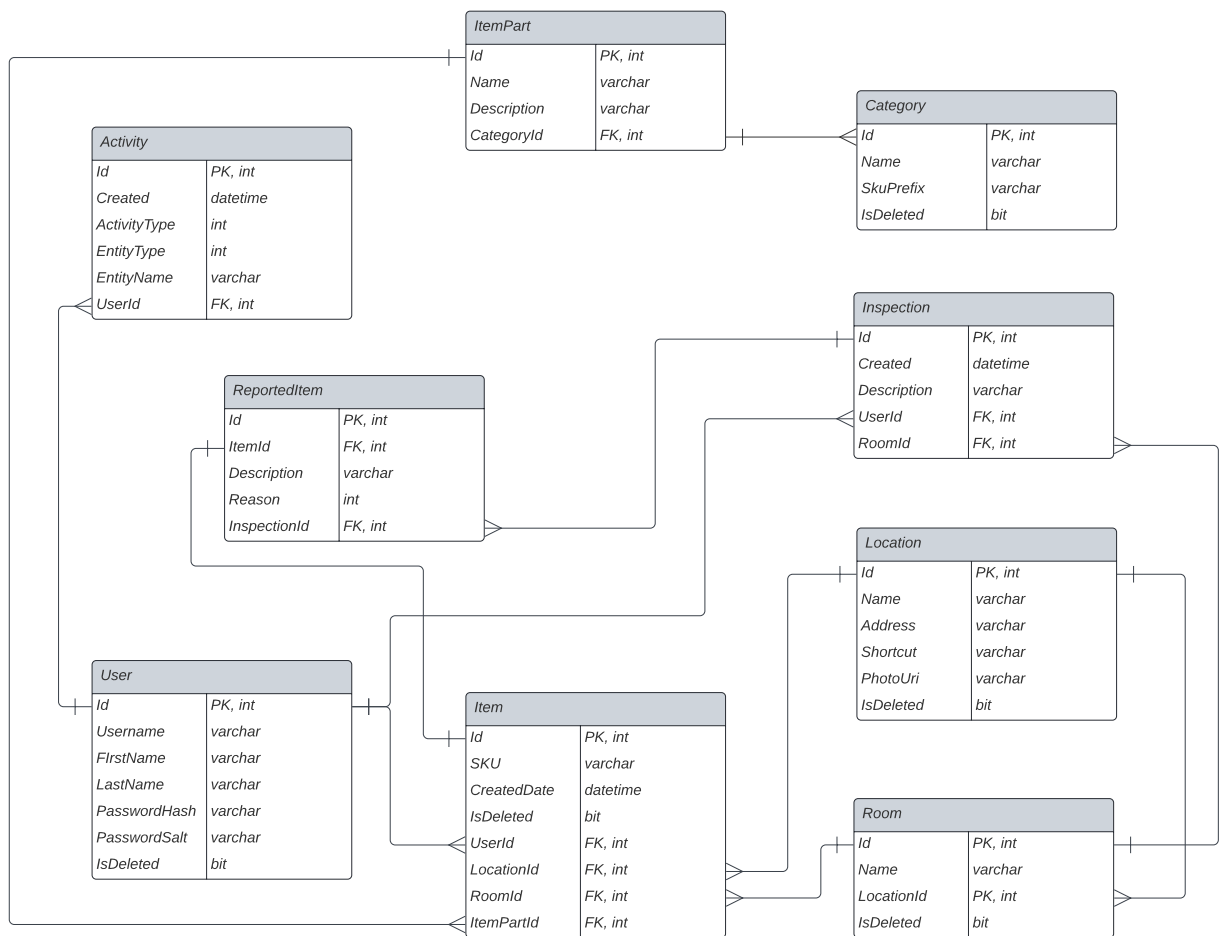 ItemPart
Id PK, int
Name varchar
Description varchar
CategoryId FK, int
Category
Id PK, int
Name varchar
SkuPrefix varchar
IsDeleted bit
Activity
Id PK, int
Created datetime
ActivityType int
EntityType int
EntityName varchar
UserId FK, int
Inspection
Id PK, int
Created datetime
Description varchar
UserId FK, int
RoomId FK, int
ReportedItem
Id PK, int
ItemId FK, int
Description varchar
Reason int
InspectionId FK, int
Location
Id PK, int
Name varchar
Address varchar
Shortcut varchar
PhotoUri varchar
IsDeleted bit
User
Id PK, int
Username varchar
FIrstName varchar
LastName varchar
PasswordHash varchar
PasswordSalt varchar
IsDeleted bit
Item
Id PK, int
SKU varchar
CreatedDate datetime
IsDeleted bit
UserId FK, int
LocationId FK, int
RoomId FK, int
ItemPartId FK, int
Room
Id PK, int
Name varchar
LocationId PK, int
IsDeleted bit